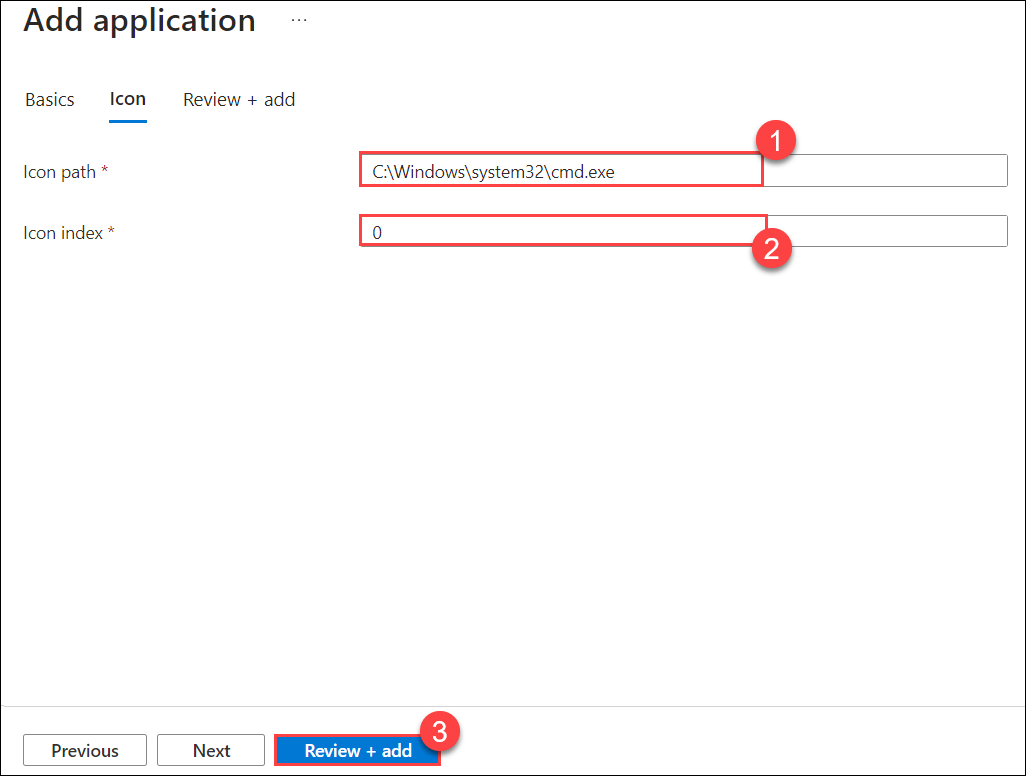 Add application ...
Basics Icon Review + add
1
Icon path * C:\Windows\system32\cmd.exe
Icon index * 0
2
3
Previous Next Review + add